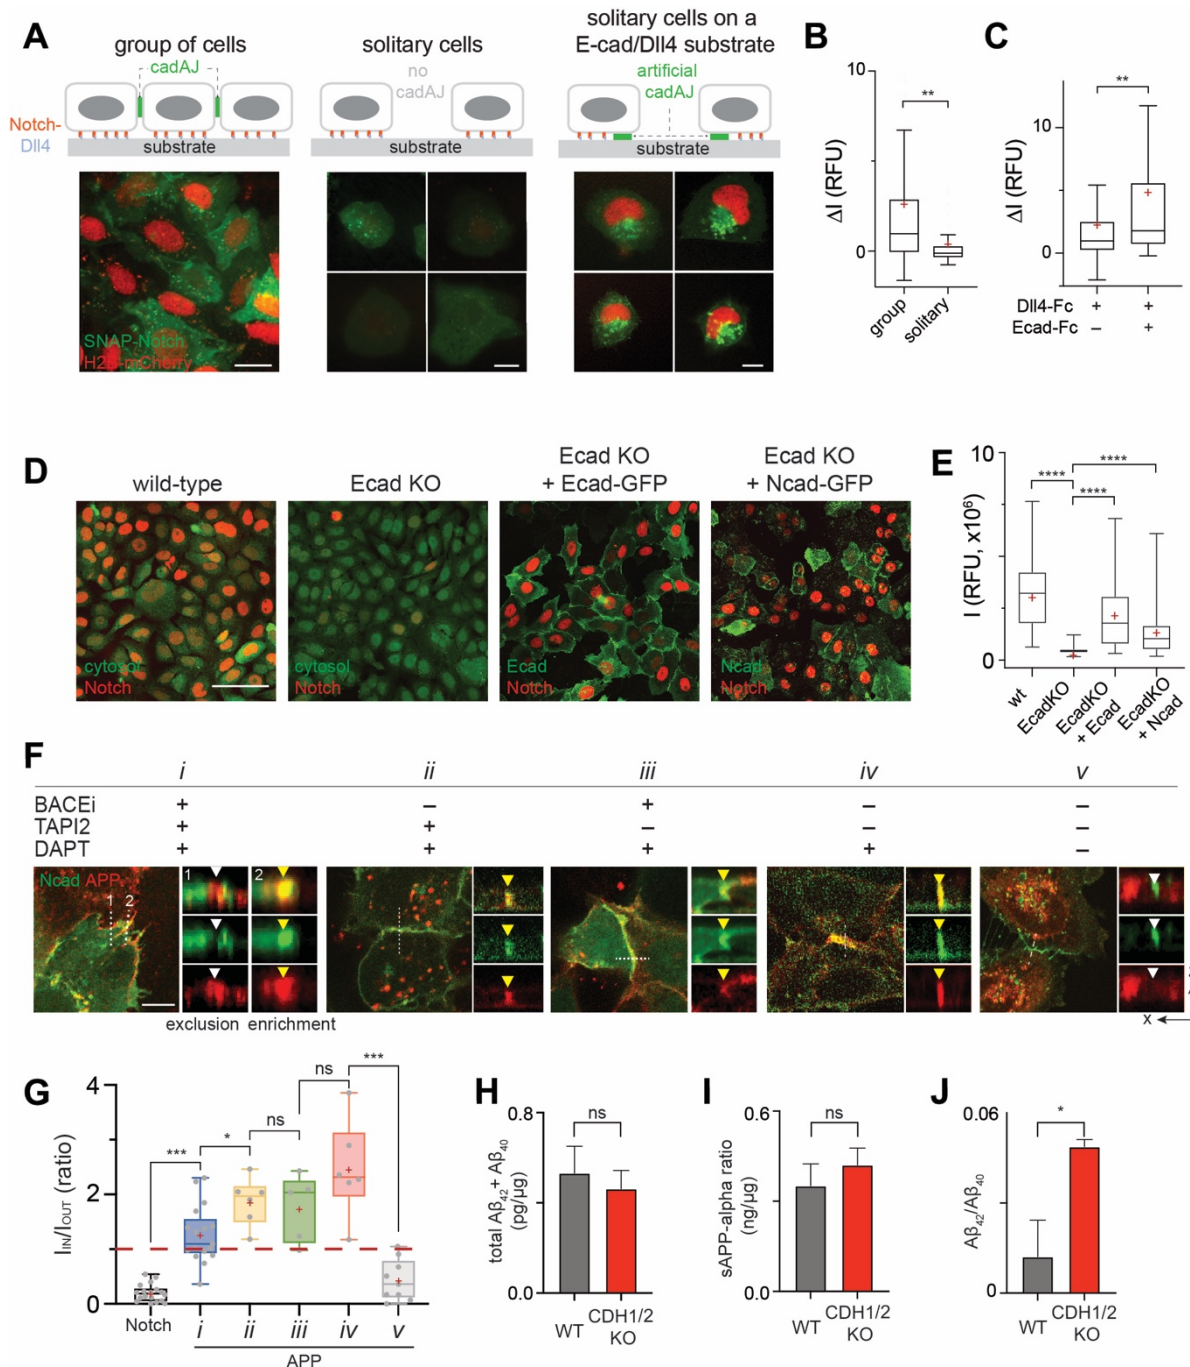 A
group of cells
cadAJ
Notch-
Dll4
substrate
SNAP-Notch
H2B-mCherry
solitary cells
no
cadAJ
substrate
solitary cells on a
E-cad/Dll4 substrate
artificial
cadAJ
substrate
B
10
0
ΔI (RFU)
**
group
solitary
C
10
0
ΔI (RFU)
**
Dll4-Fc + +
Ecad-Fc – +
D
wild-type
cytosol
Notch
Ecad KO
cytosol
Notch
Ecad KO
+ Ecad-GFP
Ecad
Notch
Ecad KO
+ Ncad-GFP
Ncad
Notch
E
10
0
I (RFU, x10⁶)
****
****
****
wt
EcadKO
EcadKO
+ Ecad
EcadKO
+ Ncad
F
i ii iii iv v
BACEi + – + – –
TAPI2 + + – – –
DAPT + + + + –
Ncad APP
1 2
1
2
exclusion enrichment
x
G
4
2
0
I_IN/I_OUT (ratio)
***
*
ns
ns
***
Notch
i ii iii iv v
APP
H
0.8
0.0
total Aβ₄₂+ Aβ₄₀
(pg/μg)
ns
WT
CDH1/2
KO
I
0.6
0.0
sAPP-alpha ratio
(ng/μg)
ns
WT
CDH1/2
KO
J
0.06
0
Aβ₄₂/Aβ₄₀
*
WT
CDH1/2
KO